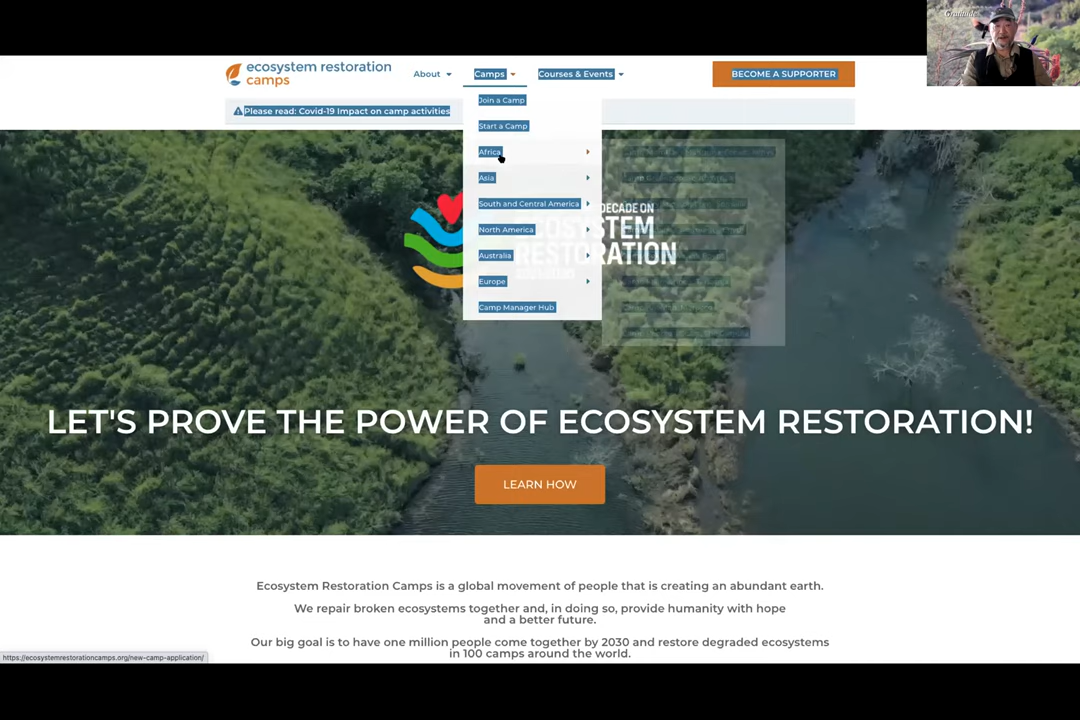 Gratitude
ecosystem restoration
camps
About
Camps
Courses & Events
BECOME A SUPPORTER
Please read: Covid-19 Impact on camp activities
Join a Camp
Start a Camp
Africa
Asia
South and Central America
North America
Australia
Europe
Camp Manager Hub
DECADE ON
ECOSYSTEM
RESTORATION
LET'S PROVE THE POWER OF ECOSYSTEM RESTORATION!
LEARN HOW
Ecosystem Restoration Camps is a global movement of people that is creating an abundant earth.
We repair broken ecosystems together and, in doing so, provide humanity with hope
and a better future.
Our big goal is to have one million people come together by 2030 and restore degraded ecosystems
in 100 camps around the world.
https://ecosystemrestorationcamps.org/new-camp-application/